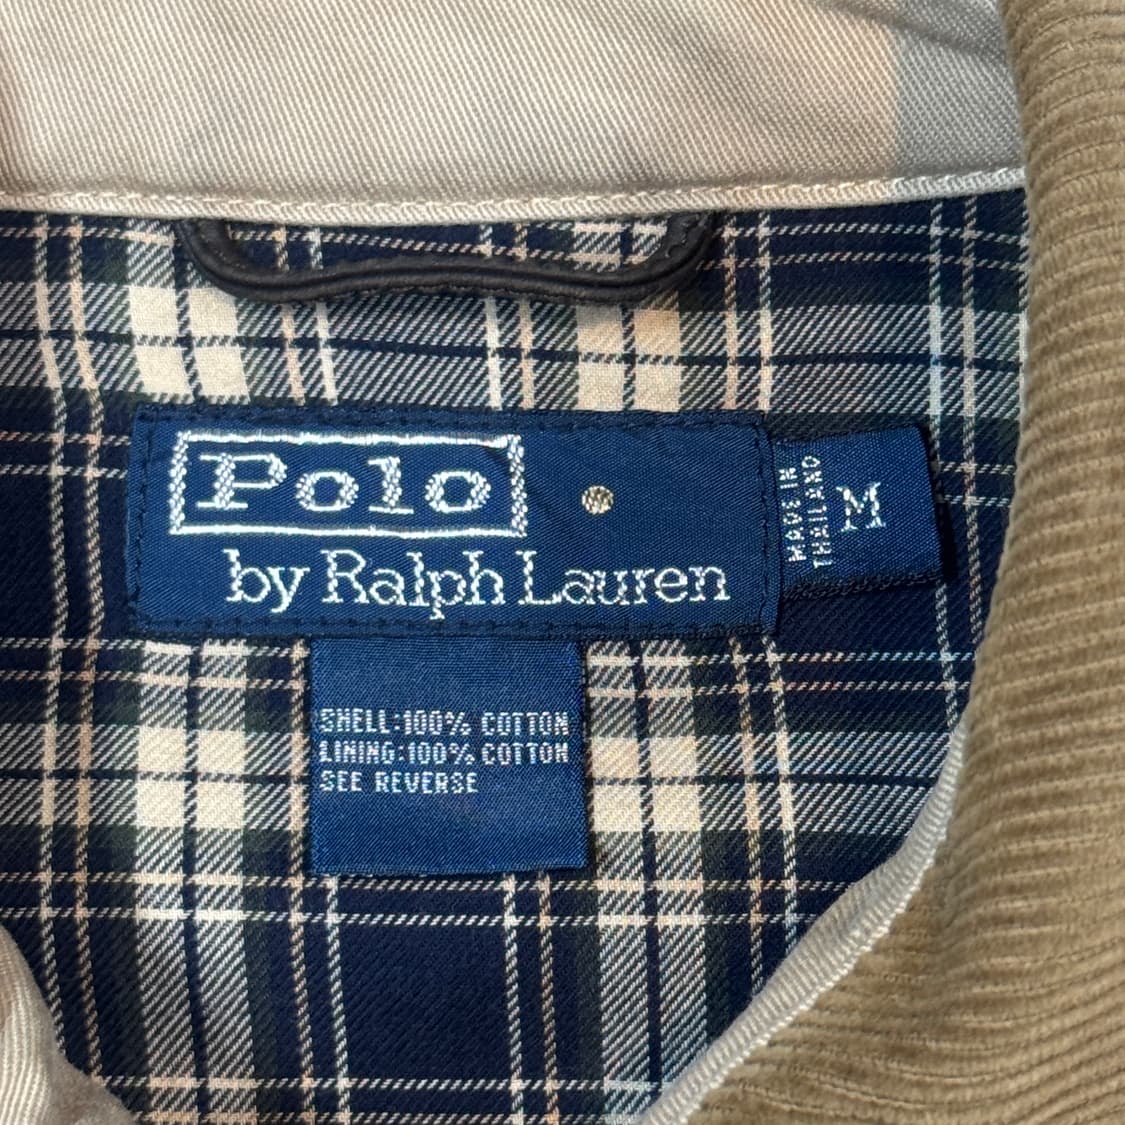 Polo
by Ralph Lauren
MADE IN
THAILAND
M
SHELL:100% COTTON
LINING:100% COTTON
SEE REVERSE